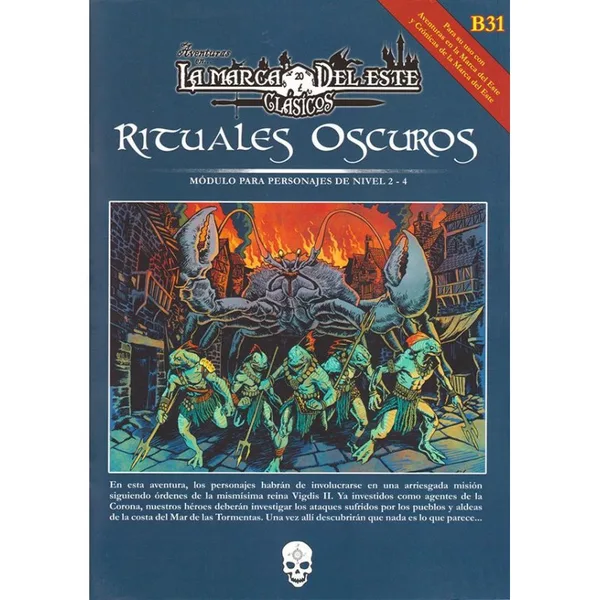 B31
Para su uso con
Aventuras en la Marca del Este
y Crónicas de la Marca del Este
Aventuras
en
LA MARCA DEL ESTE
20
CLÁSICOS
RITUALES OSCUROS
MÓDULO PARA PERSONAJES DE NIVEL 2 - 4
En esta aventura, los personajes habrán de involucrarse en una arriesgada misión
siguiendo órdenes de la mismísima reina Vigdis II. Ya investidos como agentes de la
Corona, nuestros héroes deberán investigar los ataques sufridos por los pueblos y aldeas
de la costa del Mar de las Tormentas. Una vez allí descubrirán que nada es lo que parece...